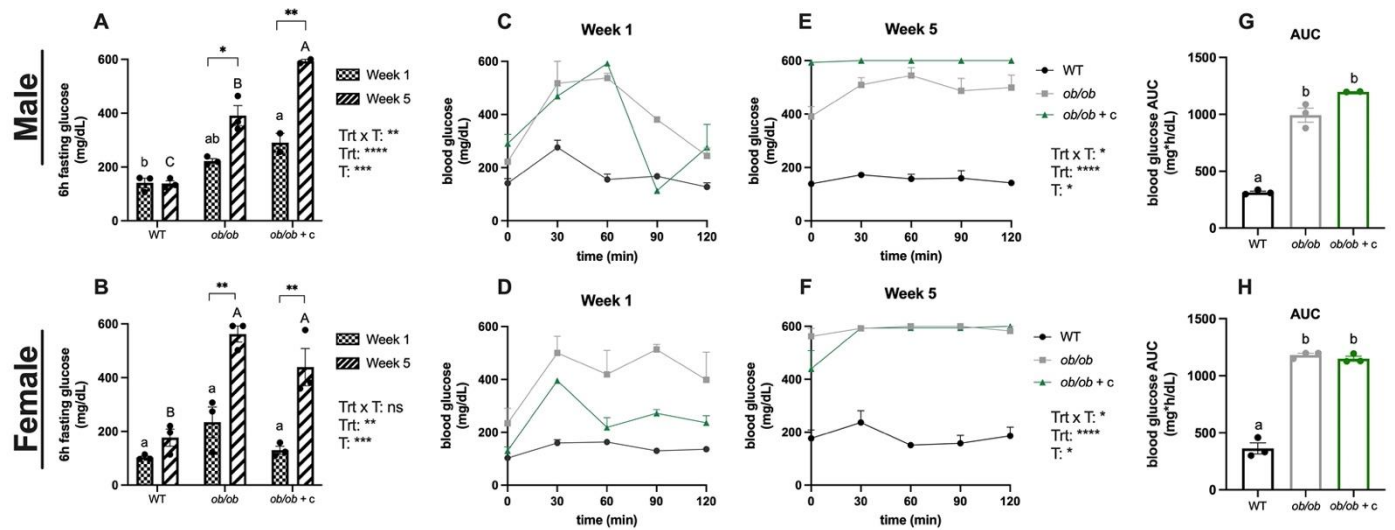 Male
A
6h fasting glucose
(mg/dL)
600
400
200
0
b
C
ab
B
*
a
A
**
WT
ob/ob
ob/ob + c
Week 1
Week 5
Trt x T: **
Trt: ****
T: ***
C
Week 1
blood glucose
(mg/dL)
600
400
200
0
0
30
60
90
120
time (min)
E
Week 5
blood glucose
(mg/dL)
600
400
200
0
0
30
60
90
120
time (min)
WT
ob/ob
ob/ob + c
Trt x T: *
Trt: ****
T: *
G
AUC
blood glucose AUC
(mg*h/dL)
1500
1000
500
0
a
b
b
WT
ob/ob
ob/ob + c
Female
B
6h fasting glucose
(mg/dL)
600
400
200
0
a
B
a
A
**
a
A
**
WT
ob/ob
ob/ob + c
Week 1
Week 5
Trt x T: ns
Trt: **
T: ***
D
Week 1
blood glucose
(mg/dL)
600
400
200
0
0
30
60
90
120
time (min)
F
Week 5
blood glucose
(mg/dL)
600
400
200
0
0
30
60
90
120
time (min)
WT
ob/ob
ob/ob + c
Trt x T: *
Trt: ****
T: *
H
AUC
blood glucose AUC
(mg*h/dL)
1500
1000
500
0
a
b
b
WT
ob/ob
ob/ob + c